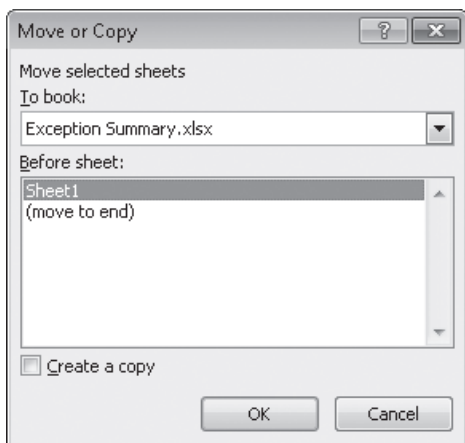 Move or Copy
Move selected sheets
To book:
Exception Summary.xlsx
Before sheet:
Sheet1
(move to end)
Create a copy
OK Cancel